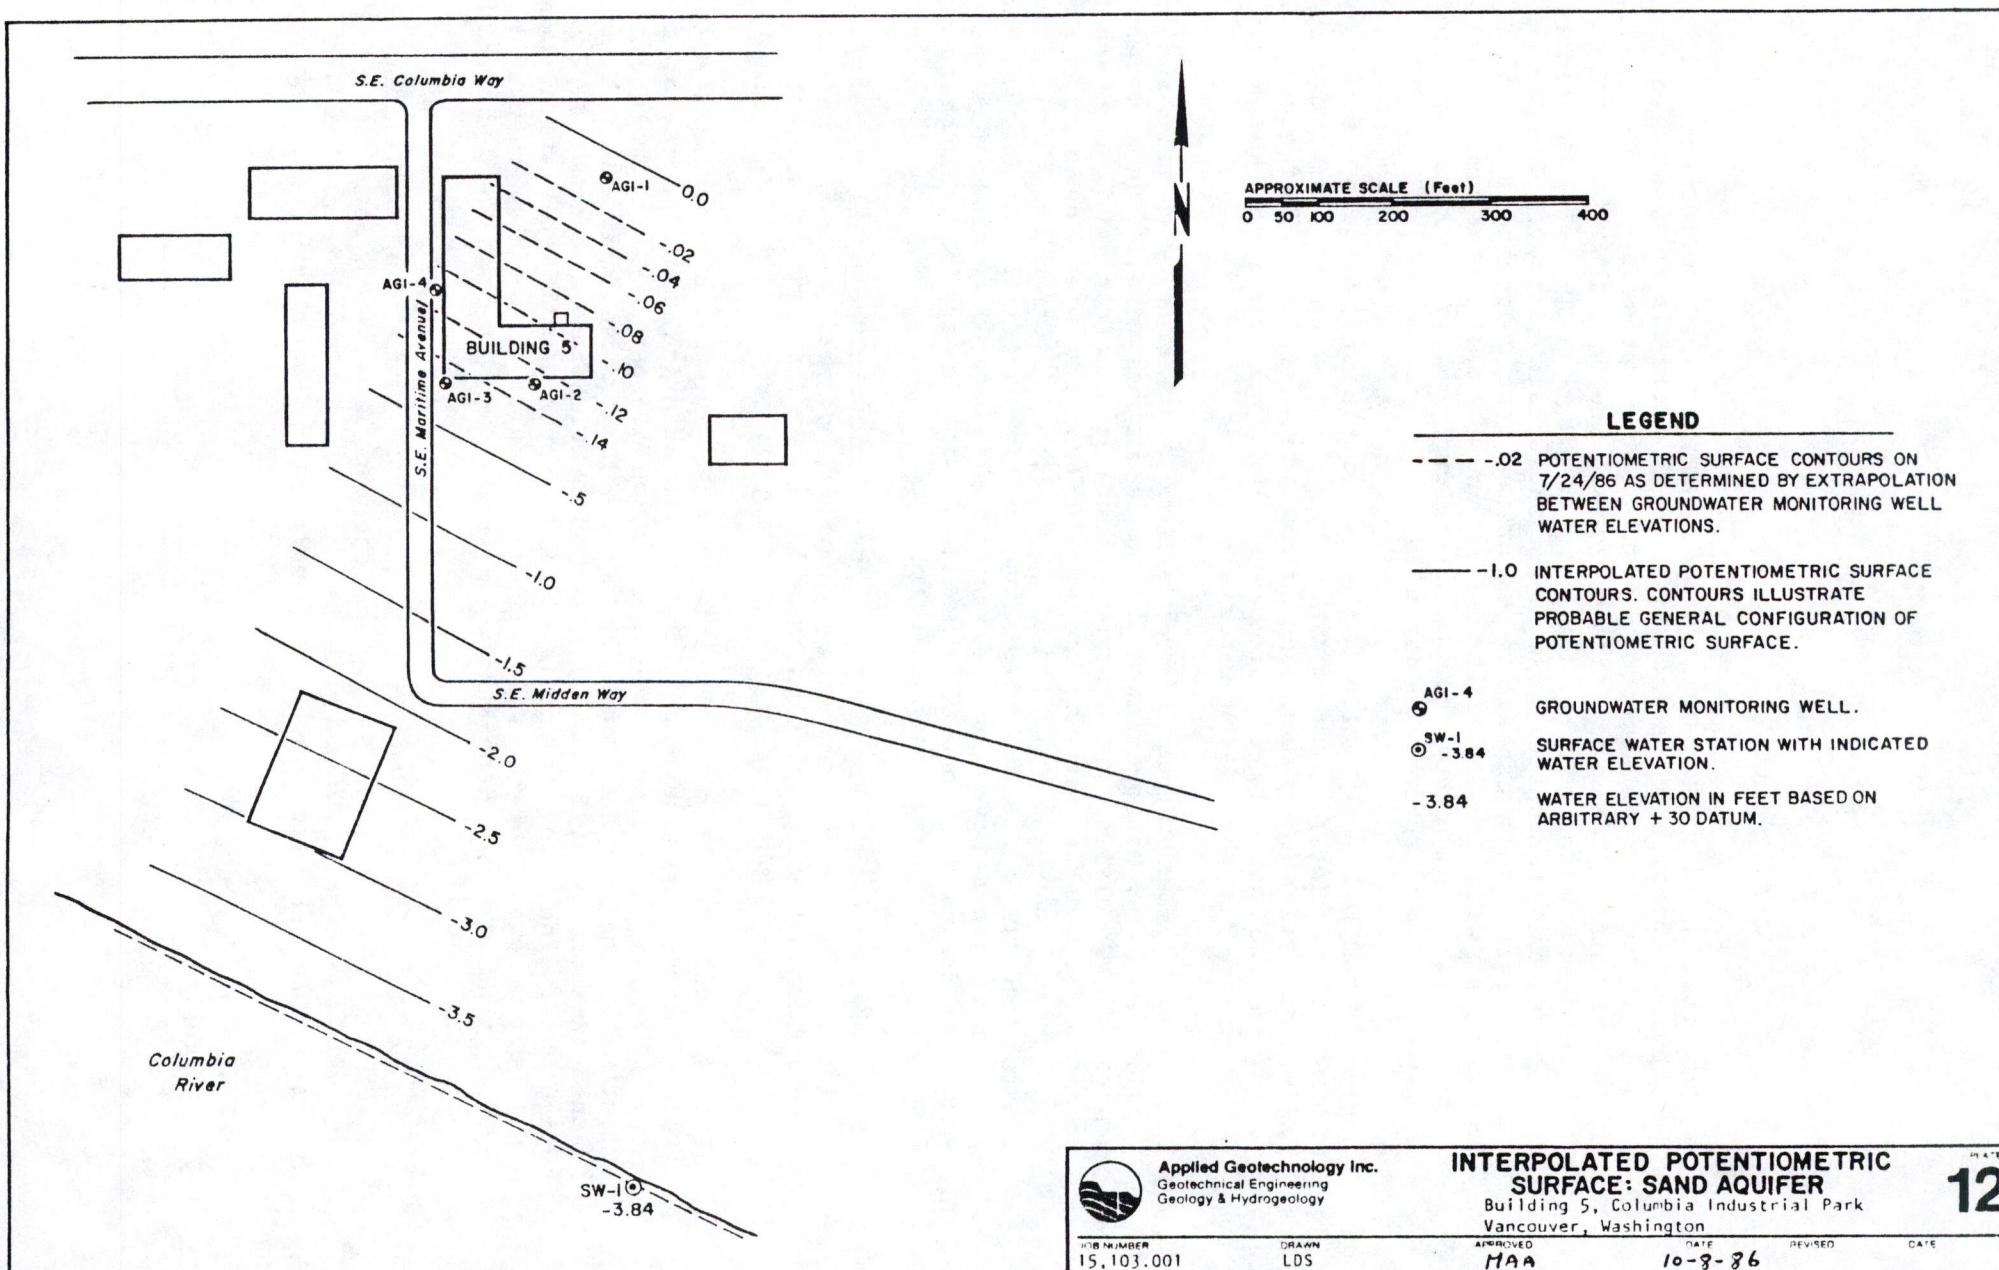 S.E. Columbia Way
AGI-1
0.0
-.02
-.04
-.06
-.08
-.10
-.12
-.14
AGI-4
BUILDING 5
AGI-3
AGI-2
S.E. Maritime Avenue
-.5
-1.0
-1.5
S.E. Midden Way
-2.0
-2.5
-3.0
-3.5
Columbia
River
SW-1
-3.84
N
APPROXIMATE SCALE (Feet)
0 50 100 200 300 400
LEGEND
-.02 POTENTIOMETRIC SURFACE CONTOURS ON
7/24/86 AS DETERMINED BY EXTRAPOLATION
BETWEEN GROUNDWATER MONITORING WELL
WATER ELEVATIONS.
-1.0 INTERPOLATED POTENTIOMETRIC SURFACE
CONTOURS. CONTOURS ILLUSTRATE
PROBABLE GENERAL CONFIGURATION OF
POTENTIOMETRIC SURFACE.
AGI-4
GROUNDWATER MONITORING WELL.
SW-1
-3.84
SURFACE WATER STATION WITH INDICATED
WATER ELEVATION.
-3.84 WATER ELEVATION IN FEET BASED ON
ARBITRARY + 30 DATUM.
Applied Geotechnology Inc.
Geotechnical Engineering
Geology & Hydrogeology
INTERPOLATED POTENTIOMETRIC
SURFACE: SAND AQUIFER
Building 5, Columbia Industrial Park
Vancouver, Washington
PLATE
12
JOB NUMBER DRAWN APPROVED DATE REVISED DATE
15,103.001 LDS MAA 10-8-86